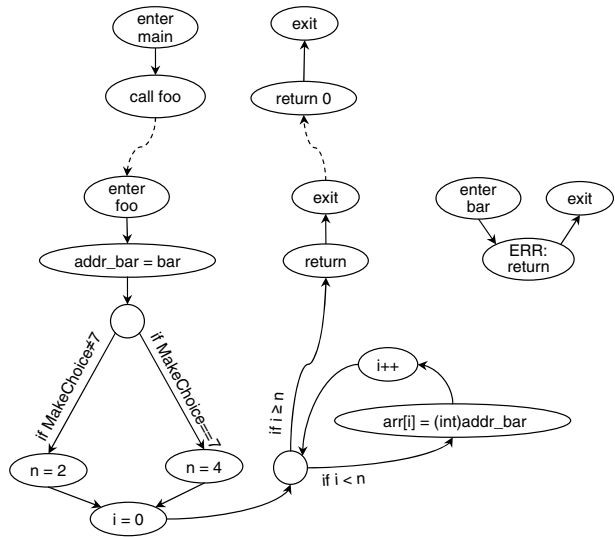 enter
main
call foo
enter
foo
addr_bar = bar
if MakeChoice≠7
if MakeChoice==7
n = 2
n = 4
i = 0
exit
return 0
exit
return
if i ≥ n
i++
arr[i] = (int)addr_bar
if i < n
enter
bar
exit
ERR:
return